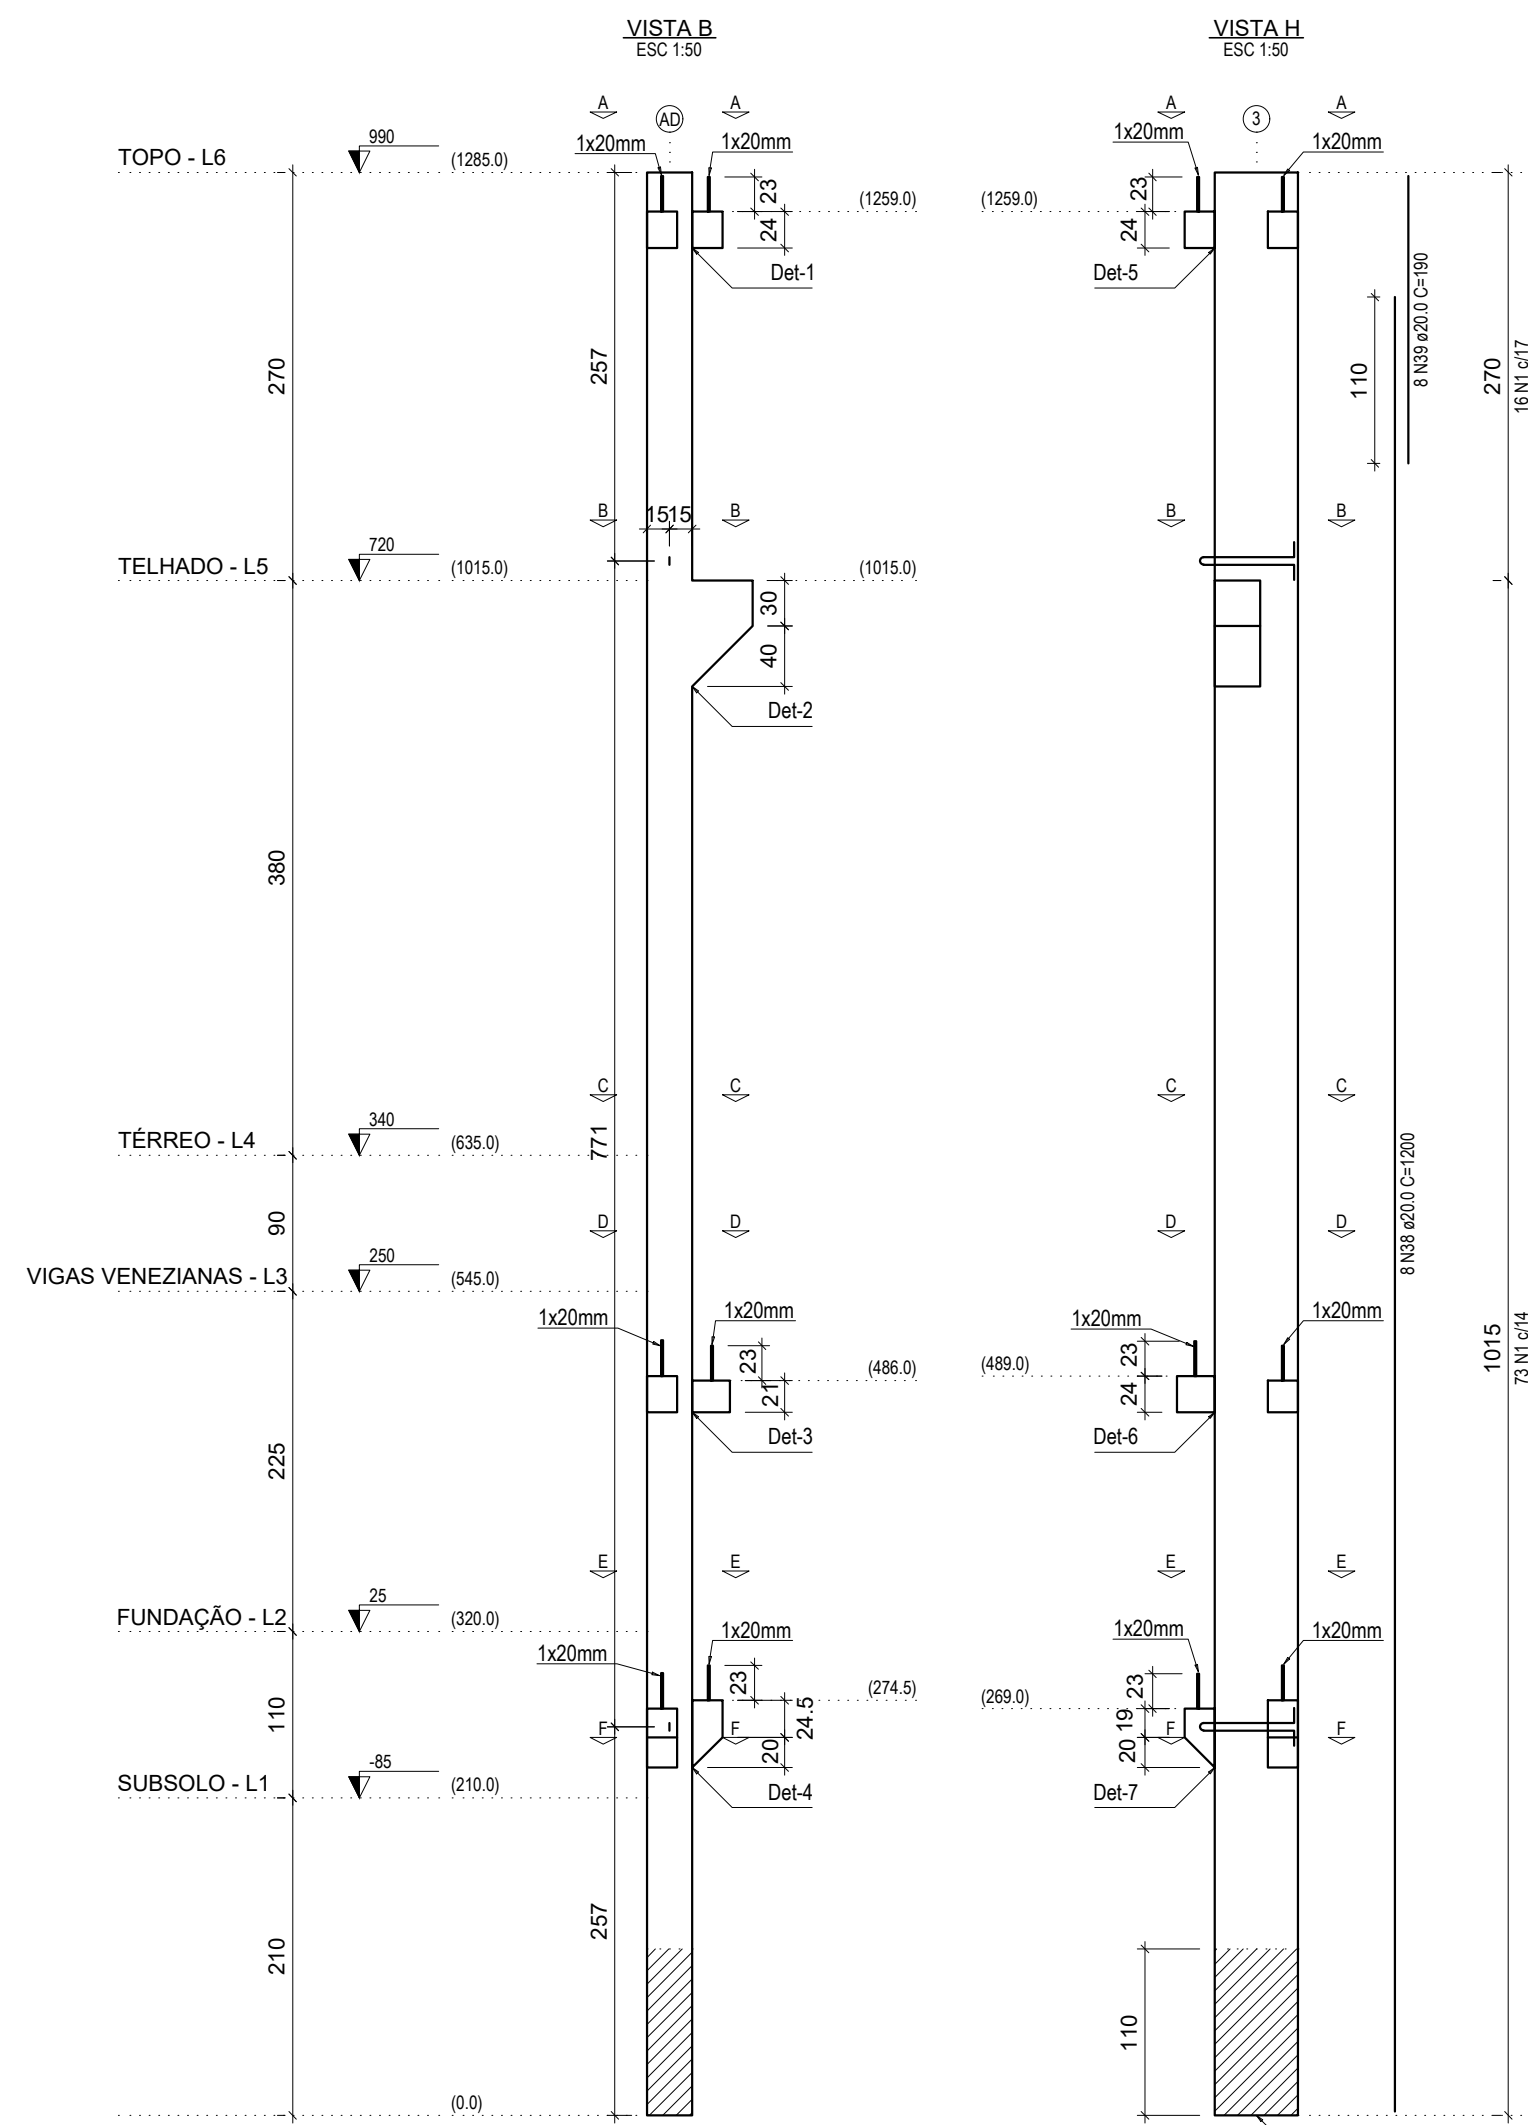 VISTA B
ESC 1:50
VISTA H
ESC 1:50
A
AD
A
A
3
A
1x20mm
1x20mm
1x20mm
1x20mm
TOPO - L6
990
(1285.0)
23
24
(1259.0)
(1259.0)
23
24
Det-1
Det-5
270
257
110
8 N39 ø20.0 C=190
270
16 N1 c/17
B
1515
B
B
B
TELHADO - L5
720
(1015.0)
(1015.0)
30
40
Det-2
380
C
C
C
C
TÉRREO - L4
340
(635.0)
771
8 N38 ø20.0 C=1200
90
D
D
D
D
VIGAS VENEZIANAS - L3
250
(545.0)
1x20mm
1x20mm
1x20mm
1x20mm
23
21
(486.0)
(489.0)
23
24
1015
73 N1 c/14
Det-3
Det-6
225
E
E
E
E
FUNDAÇÃO - L2
25
(320.0)
1x20mm
1x20mm
1x20mm
1x20mm
23
24.5
20
(274.5)
(269.0)
23
19
20
110
F
F
F
F
SUBSOLO - L1
-85
(210.0)
Det-4
Det-7
210
257
110
(0.0)